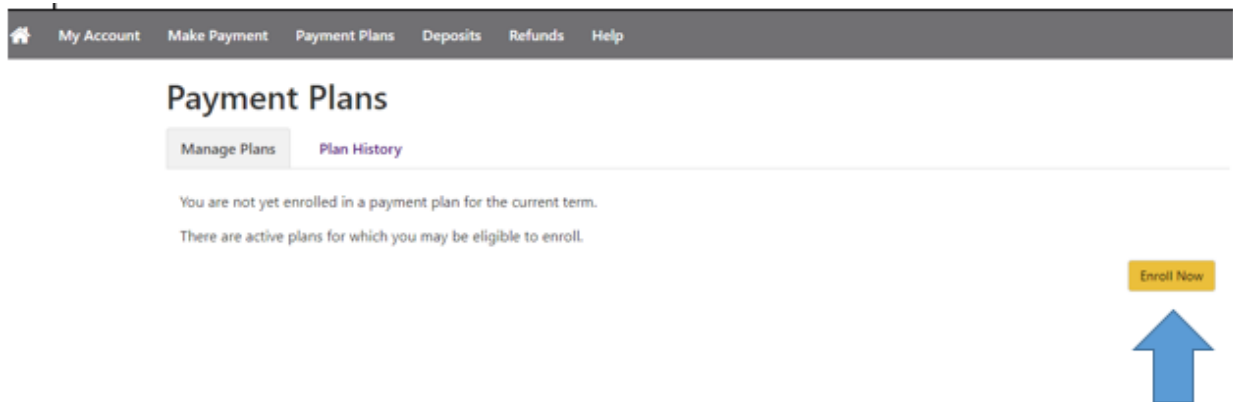 My Account Make Payment Payment Plans Deposits Refunds Help
Payment Plans
Manage Plans Plan History
You are not yet enrolled in a payment plan for the current term.
There are active plans for which you may be eligible to enroll.
Enroll Now